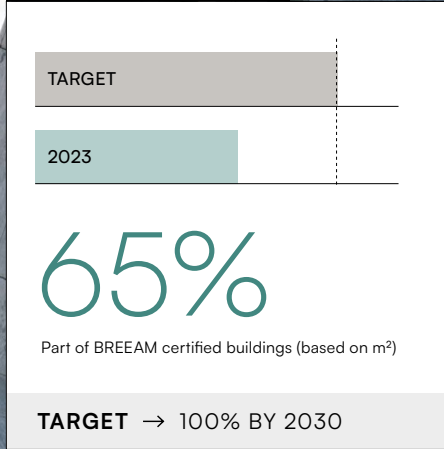 TARGET
2023
65%
Part of BREEAM certified buildings (based on m²)
TARGET → 100% BY 2030